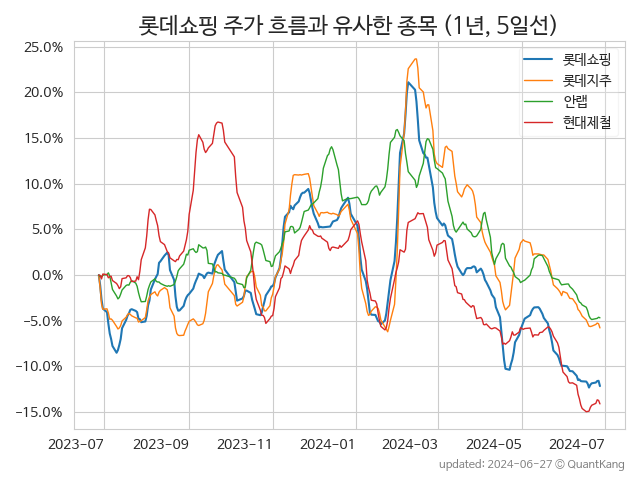 롯데쇼핑 주가 흐름과 유사한 종목 (1년, 5일선)
25.0%
20.0%
15.0%
10.0%
5.0%
0.0%
−5.0%
−10.0%
−15.0%
롯데쇼핑
롯데지주
안랩
현대제철
2023-07 2023-09 2023-11 2024-01 2024-03 2024-05 2024-07
updated: 2024-06-27 © QuantKang